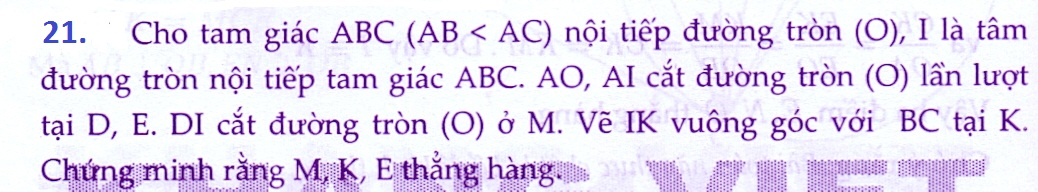 21. Cho tam giác ABC (AB < AC) nội tiếp đường tròn (O), I là tâm
đường tròn nội tiếp tam giác ABC. AO, AI cắt đường tròn (O) lần lượt
tại D, E. DI cắt đường tròn (O) ở M. Vẽ IK vuông góc với BC tại K.
Chứng minh rằng M, K, E thẳng hàng.